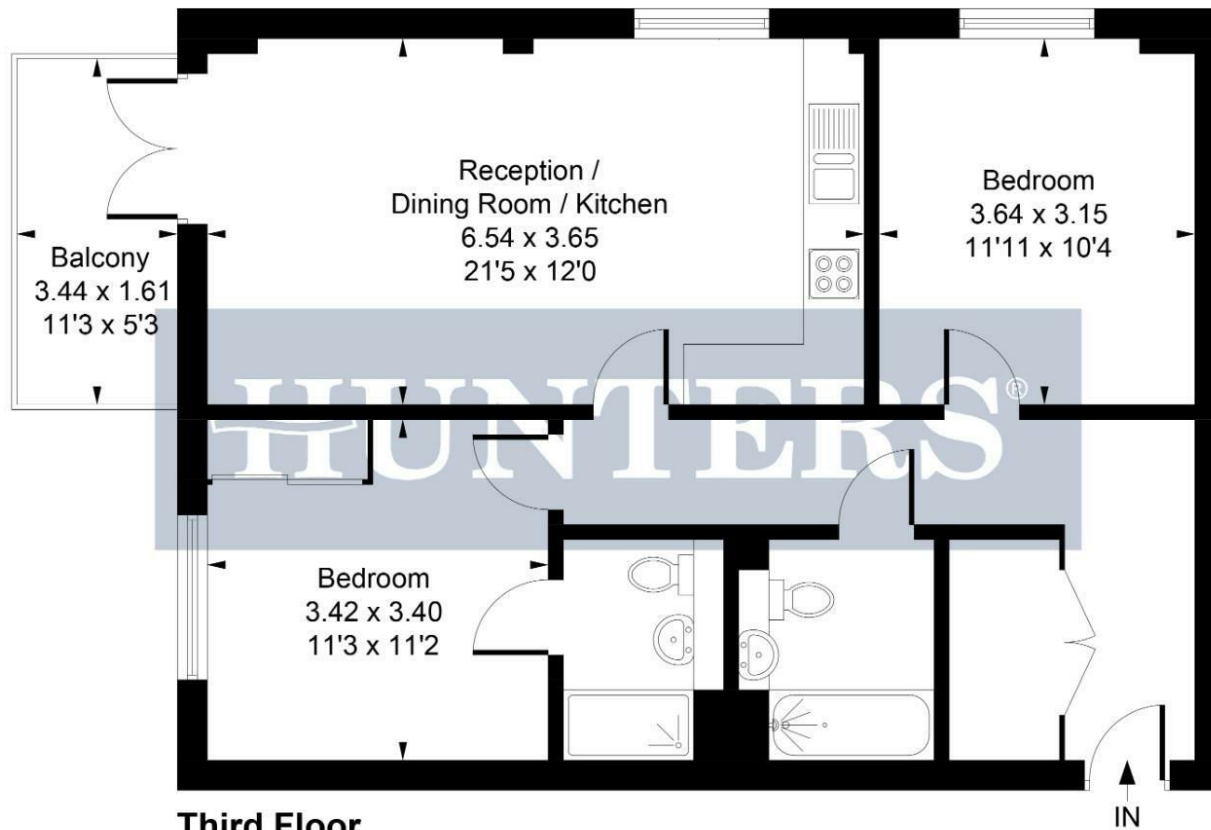 Reception /
Dining Room / Kitchen
6.54 x 3.65
21'5 x 12'0
Bedroom
3.64 x 3.15
11'11 x 10'4
Balcony
3.44 x 1.61
11'3 x 5'3
HUNTERS®
Bedroom
3.42 x 3.40
11'3 x 11'2
IN
Third Floor